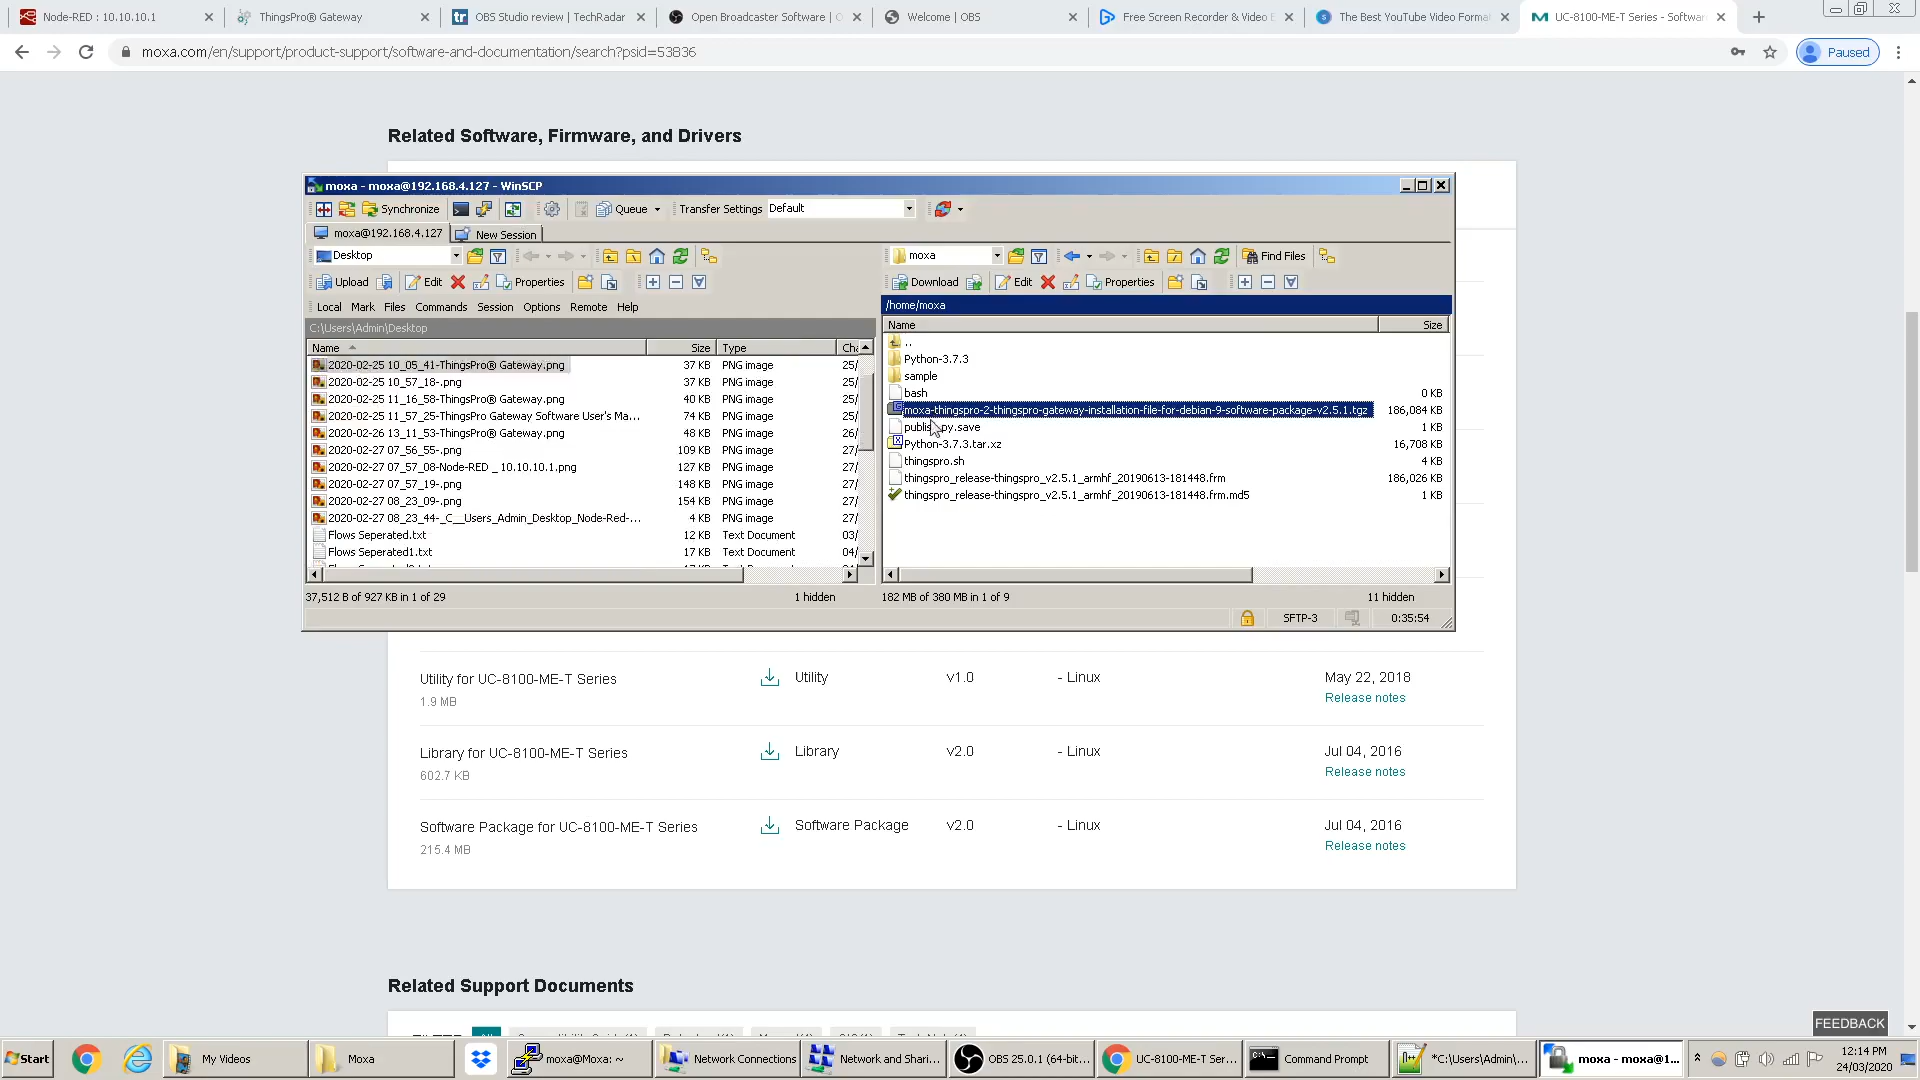 Node-RED : 10.10.10.1
ThingsPro® Gateway
OBS Studio review | TechRadar
Open Broadcaster Software |
Welcome | OBS
Free Screen Recorder & Video
The Best YouTube Video Forma
UC-8100-ME-T Series - Softwar
moxa.com/en/support/product-support/software-and-documentation/search?psid=53836
Paused
Related Software, Firmware, and Drivers
moxa - moxa@192.168.4.127 - WinSCP
Synchronize
Queue
Transfer Settings Default
moxa@192.168.4.127
New Session
Desktop
moxa
Find Files
Upload
Edit
Properties
Download
Edit
Properties
Local Mark Files Commands Session Options Remote Help
/home/moxa
C:\Users\Admin\Desktop
Name Size
Name Size Type Cha
..
2020-02-25 10_05_41-ThingsPro® Gateway.png 37 KB PNG image 25/
Python-3.7.3
2020-02-25 10_57_18-.png 37 KB PNG image 25/
sample
2020-02-25 11_16_58-ThingsPro® Gateway.png 40 KB PNG image 25/
bash 0 KB
2020-02-25 11_57_25-ThingsPro Gateway Software User's Ma... 74 KB PNG image 25/
moxa-thingspro-2-thingspro-gateway-installation-file-for-debian-9-software-package-v2.5.1.tgz 186,084 KB
2020-02-26 13_11_53-ThingsPro® Gateway.png 48 KB PNG image 26/
py.save 1 KB
2020-02-27 07_56_55-.png 109 KB PNG image 27/
Python-3.7.3.tar.xz 16,708 KB
2020-02-27 07_57_08-Node-RED _ 10.10.10.1.png 127 KB PNG image 27/
thingspro.sh 4 KB
2020-02-27 07_57_19-.png 148 KB PNG image 27/
thingspro_release-thingspro_v2.5.1_armhf_20190613-181448.frm 186,026 KB
2020-02-27 08_23_09-.png 154 KB PNG image 27/
thingspro_release-thingspro_v2.5.1_armhf_20190613-181448.frm.md5 1 KB
2020-02-27 08_23_44-_C__Users_Admin_Desktop_Node-Red-... 4 KB PNG image 27/
Flows Seperated.txt 12 KB Text Document 03/
Flows Seperated1.txt 17 KB Text Document 04/
37,512 B of 927 KB in 1 of 29
1 hidden
182 MB of 380 MB in 1 of 9
11 hidden
SFTP-3
0:35:54
Utility for UC-8100-ME-T Series Utility v1.0 - Linux May 22, 2018
1.9 MB Release notes
Library for UC-8100-ME-T Series Library v2.0 - Linux Jul 04, 2016
602.7 KB Release notes
Software Package for UC-8100-ME-T Series Software Package v2.0 - Linux Jul 04, 2016
215.4 MB Release notes
Related Support Documents
FEEDBACK
Start
My Videos
Moxa
moxa@Moxa: ~
Network Connections
Network and Shari...
OBS 25.0.1 (64-bit...
UC-8100-ME-T Ser...
Command Prompt
*C:\Users\Admin\...
moxa - moxa@1...
12:14 PM
24/03/2020